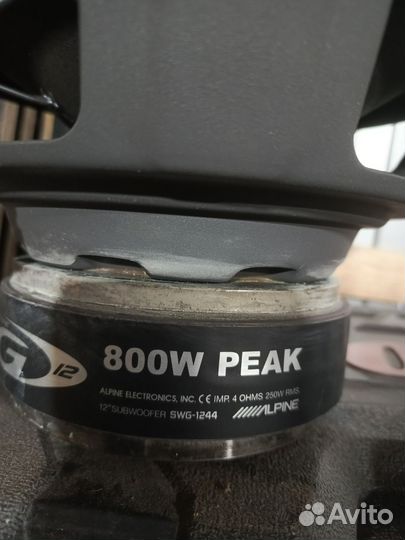 G 12
800W PEAK
ALPINE ELECTRONICS, INC. CE IMP. 4 OHMS 250W RMS
12" SUBWOOFER SWG-1244 ALPINE
Avito